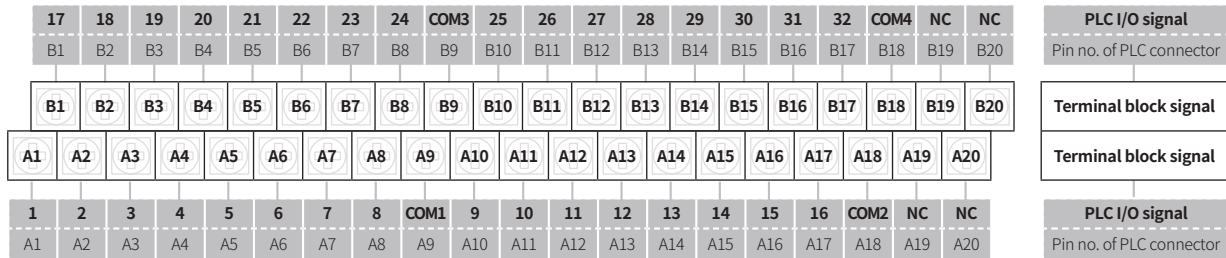 17 18 19 20 21 22 23 24 COM3 25 26 27 28 29 30 31 32 COM4 NC NC PLC I/O signal
B1 B2 B3 B4 B5 B6 B7 B8 B9 B10 B11 B12 B13 B14 B15 B16 B17 B18 B19 B20 Pin no. of PLC connector
B1 B2 B3 B4 B5 B6 B7 B8 B9 B10 B11 B12 B13 B14 B15 B16 B17 B18 B19 B20 Terminal block signal
A1 A2 A3 A4 A5 A6 A7 A8 A9 A10 A11 A12 A13 A14 A15 A16 A17 A18 A19 A20 Terminal block signal
1 2 3 4 5 6 7 8 COM1 9 10 11 12 13 14 15 16 COM2 NC NC PLC I/O signal
A1 A2 A3 A4 A5 A6 A7 A8 A9 A10 A11 A12 A13 A14 A15 A16 A17 A18 A19 A20 Pin no. of PLC connector